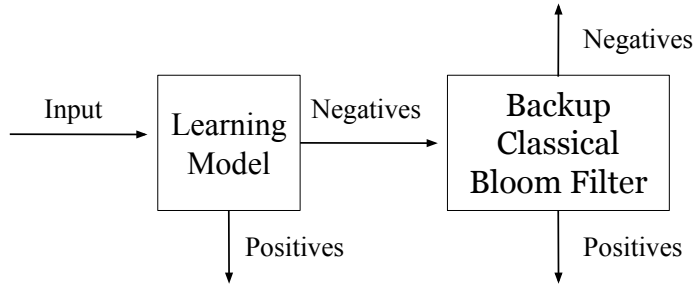 Negatives
Input
Learning
Model
Negatives
Backup
Classical
Bloom Filter
Positives
Positives